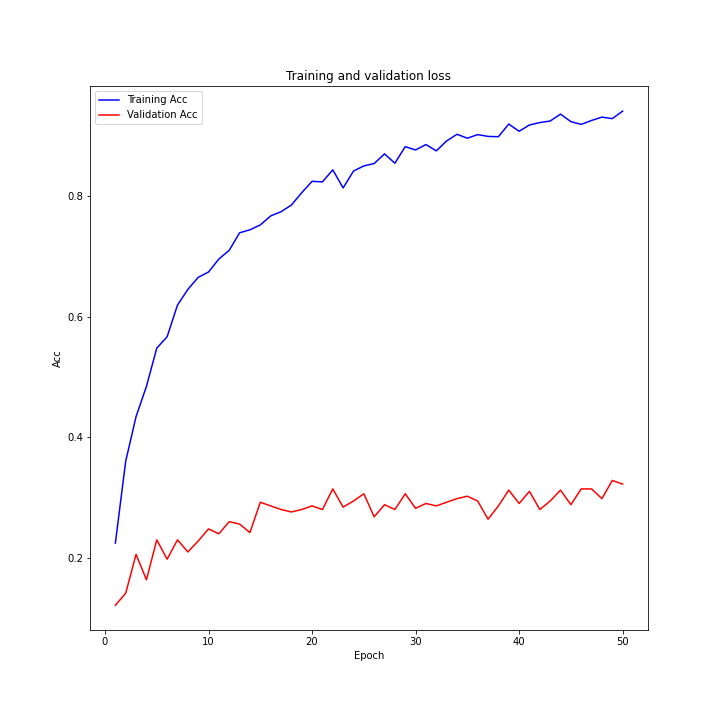 Training and validation loss
Training Acc
Validation Acc
0.8
0.6
0.4
0.2
Acc
0 10 20 30 40 50
Epoch